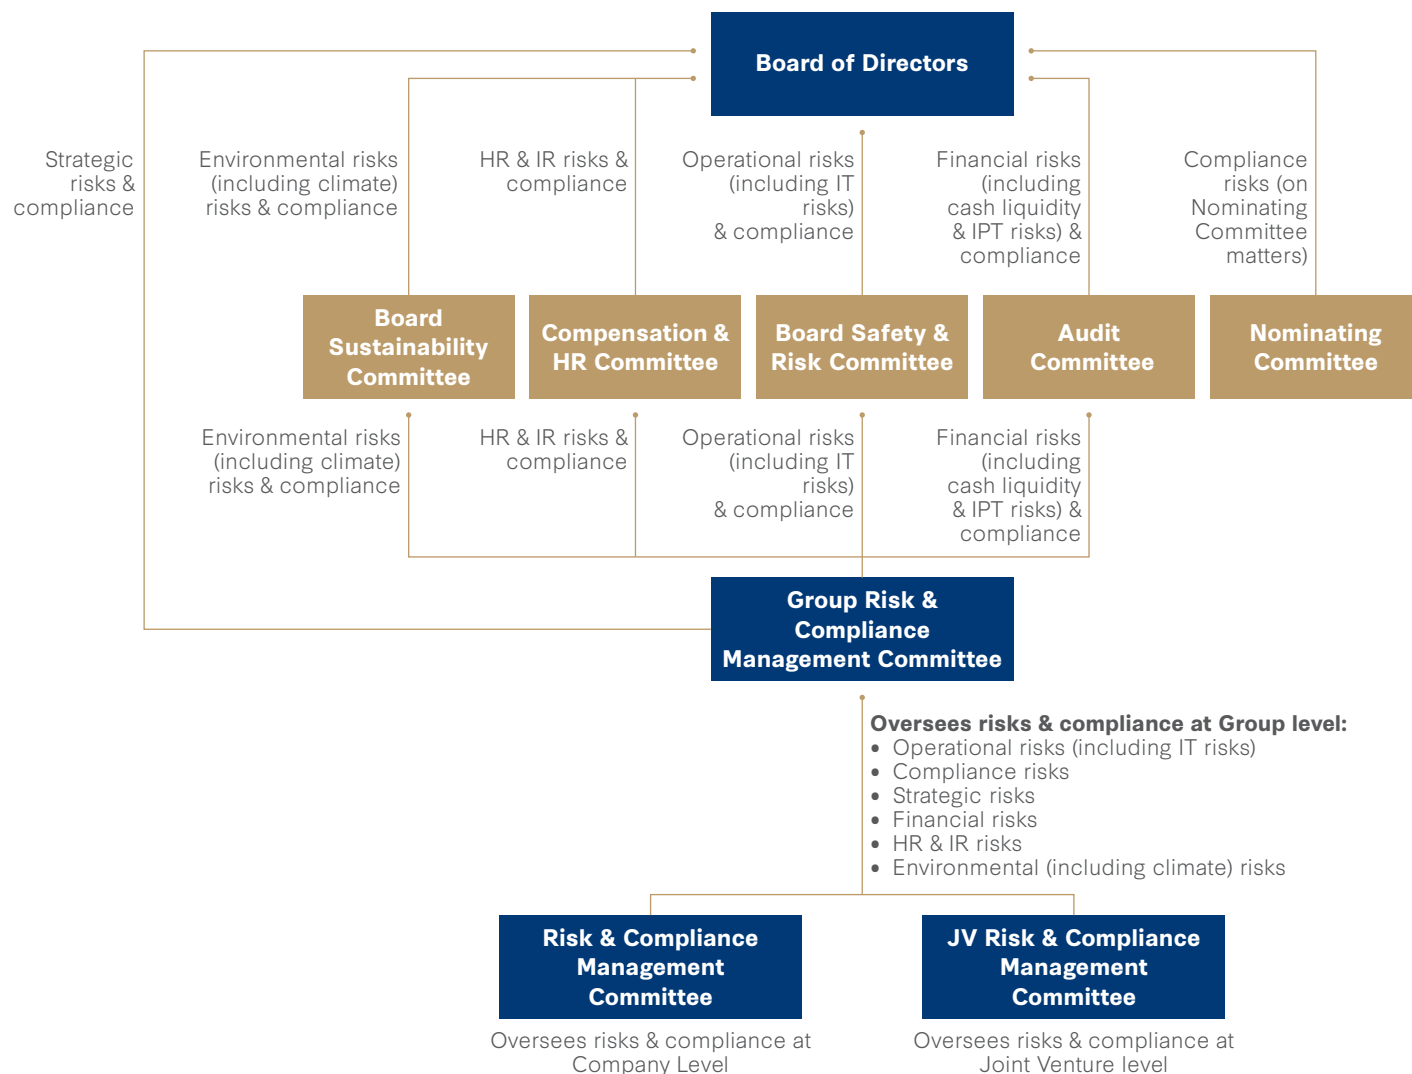 Board of Directors
Strategic
risks &
compliance
Environmental risks
(including climate)
risks & compliance
HR & IR risks &
compliance
Operational risks
(including IT
risks)
& compliance
Financial risks
(including
cash liquidity
& IPT risks) &
compliance
Compliance
risks (on
Nominating
Committee
matters)
Board
Sustainability
Committee
Compensation &
HR Committee
Board Safety &
Risk Committee
Audit
Committee
Nominating
Committee
Environmental risks
(including climate)
risks & compliance
HR & IR risks &
compliance
Operational risks
(including IT
risks)
& compliance
Financial risks
(including
cash liquidity
& IPT risks) &
compliance
Group Risk &
Compliance
Management Committee
Oversees risks & compliance at Group level:
• Operational risks (including IT risks)
• Compliance risks
• Strategic risks
• Financial risks
• HR & IR risks
• Environmental (including climate) risks
Risk & Compliance
Management
Committee
Oversees risks & compliance at
Company Level
JV Risk & Compliance
Management
Committee
Oversees risks & compliance at
Joint Venture level